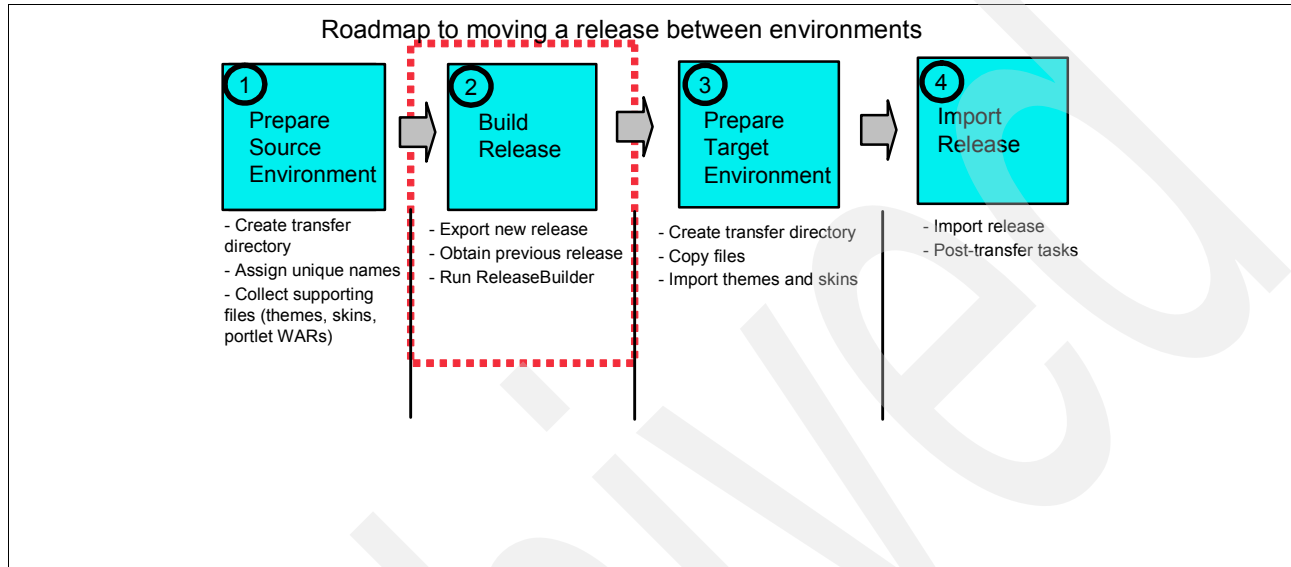 Roadmap to moving a release between environments
1
Prepare
Source
Environment
- Create transfer
directory
- Assign unique names
- Collect supporting
files (themes, skins,
portlet WARs)
2
Build
Release
- Export new release
- Obtain previous release
- Run ReleaseBuilder
3
Prepare
Target
Environment
- Create transfer directory
- Copy files
- Import themes and skins
4
Import
Release
- Import release
- Post-transfer tasks
hived